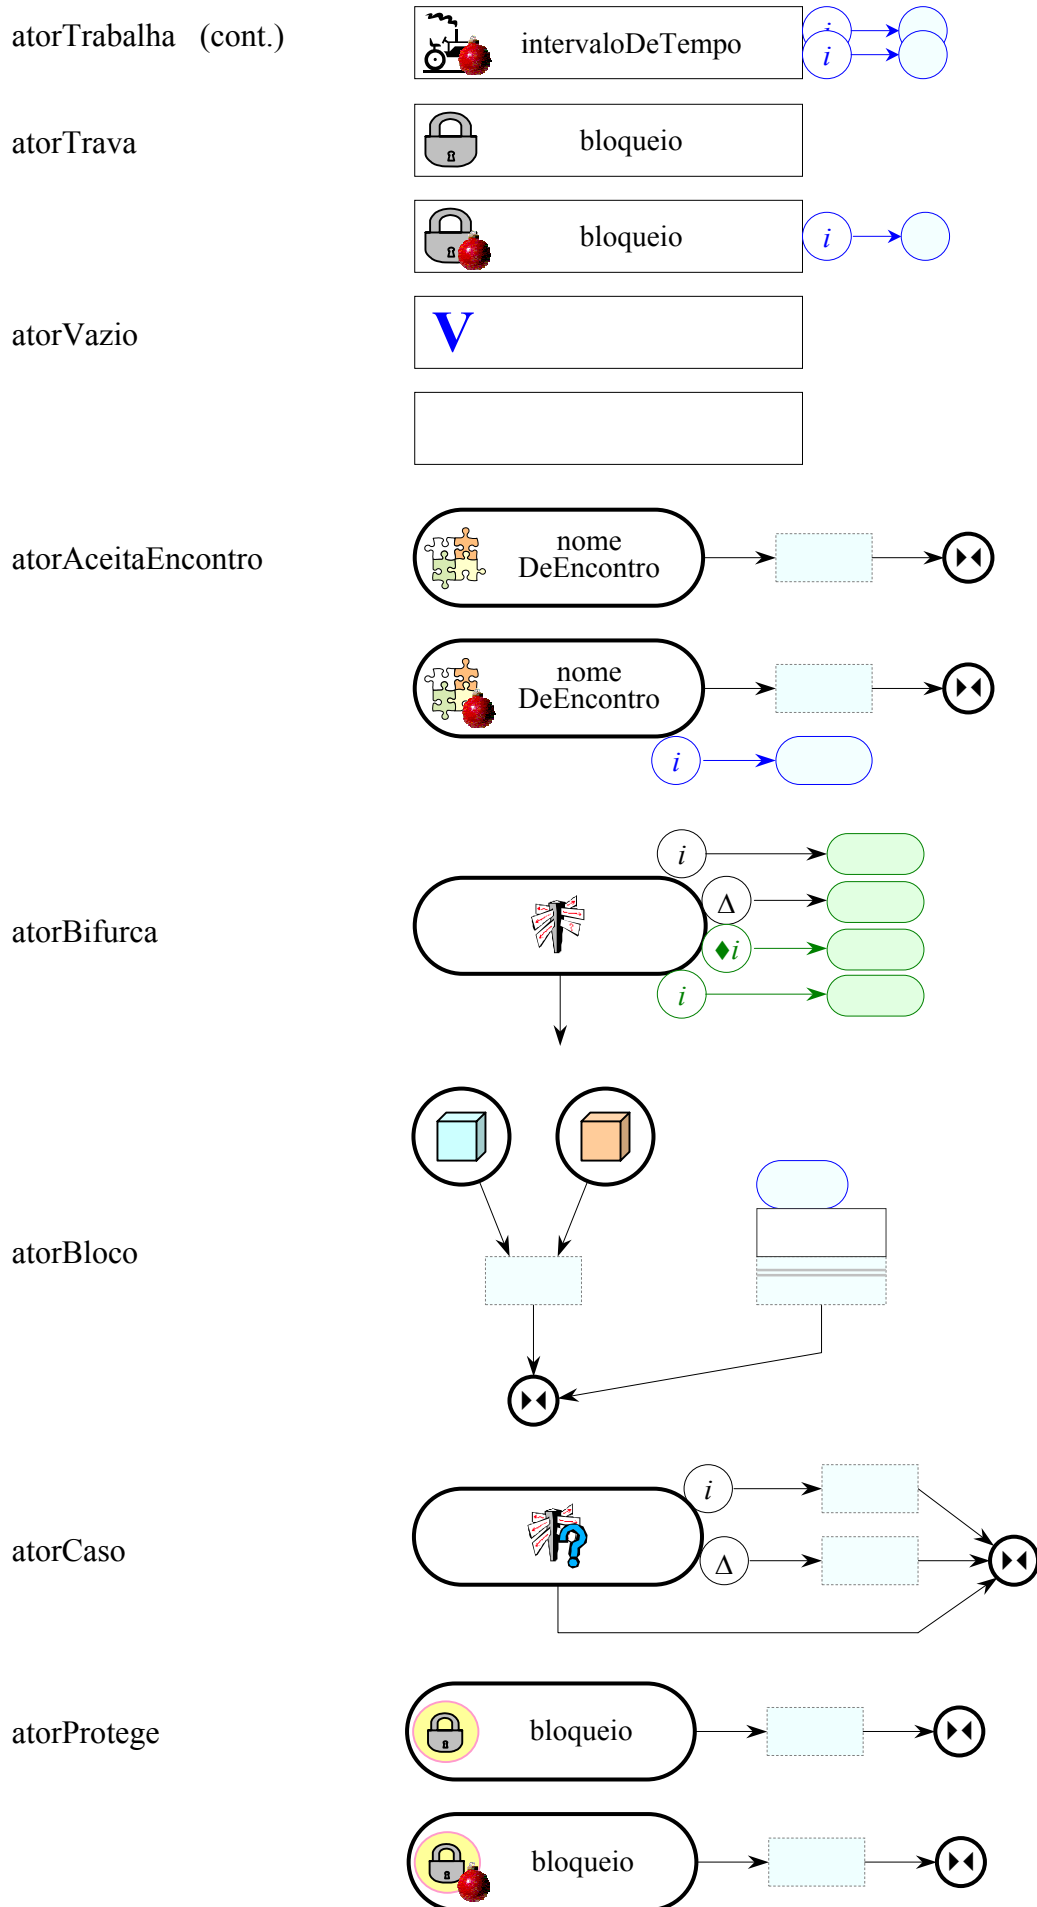 atorTrabalha (cont.)
intervaloDeTempo
i
i
atorTrava
bloqueio
bloqueio
i
atorVazio
V
atorAceitaEncontro
nome
DeEncontro
nome
DeEncontro
i
i
Δ
atorBifurca
♦i
i
atorBloco
i
atorCaso
Δ
atorProtege
bloqueio
bloqueio